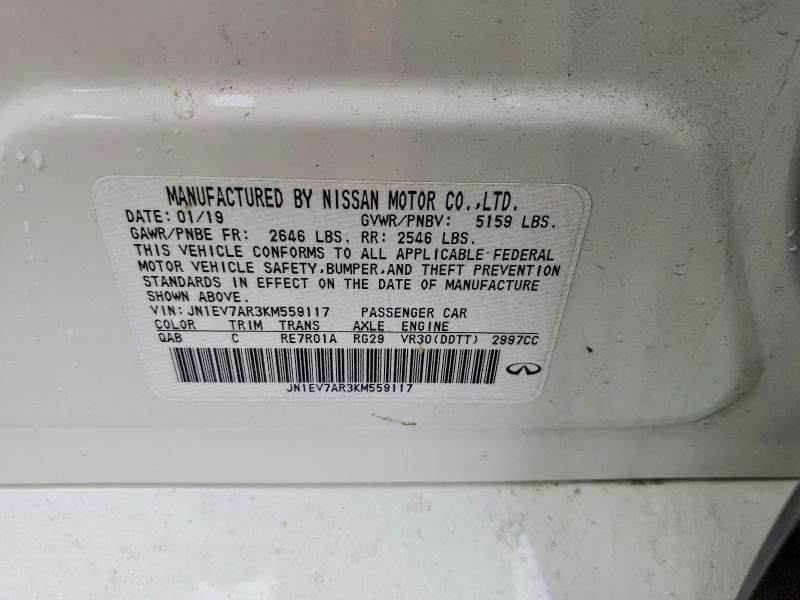 MANUFACTURED BY NISSAN MOTOR CO.,LTD.
DATE: 01/19 GVWR/PNBV: 5159 LBS.
GAWR/PNBE FR: 2646 LBS. RR: 2546 LBS.
THIS VEHICLE CONFORMS TO ALL APPLICABLE FEDERAL
MOTOR VEHICLE SAFETY,BUMPER,AND THEFT PREVENTION
STANDARDS IN EFFECT ON THE DATE OF MANUFACTURE
SHOWN ABOVE.
VIN: JN1EV7AR3KM559117 PASSENGER CAR
COLOR TRIM TRANS AXLE ENGINE
QAB C RE7R01A RG29 VR30(DDTT) 2997CC
JN1EV7AR3KM559117